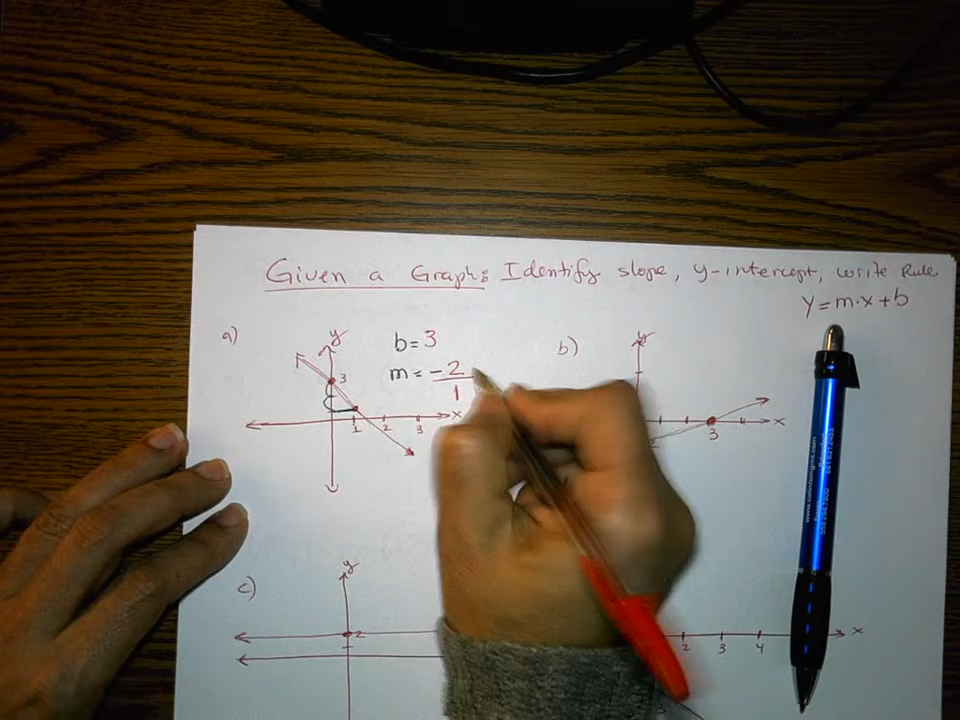 Given a Graph: Identify slope, y-intercept, write Rule
y = m·x + b
a)
y
b = 3
m = -2/1
3
x
1 2 3
b)
y
x
3
c)
y
2
x
2 3 4